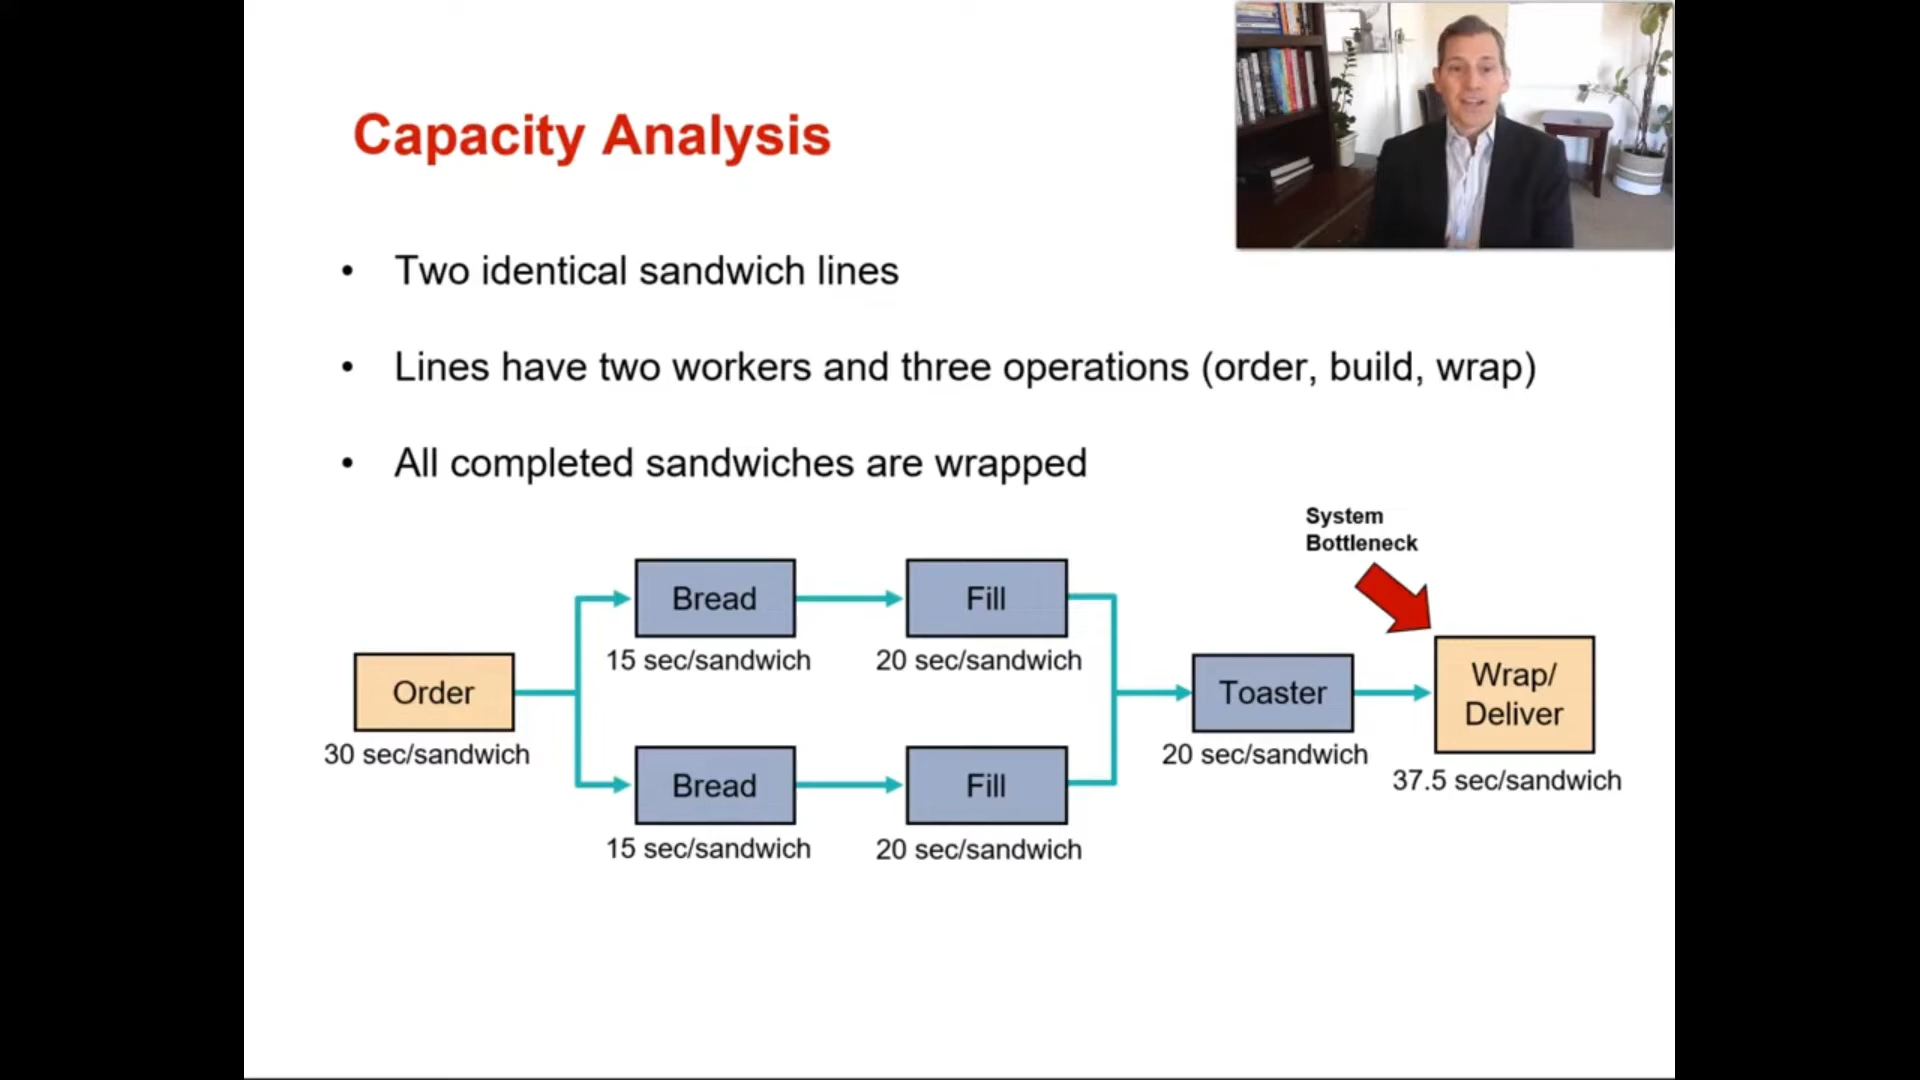 Capacity Analysis
• Two identical sandwich lines
• Lines have two workers and three operations (order, build, wrap)
• All completed sandwiches are wrapped
System
Bottleneck
Bread
Fill
15 sec/sandwich
20 sec/sandwich
Order
30 sec/sandwich
Toaster
20 sec/sandwich
Wrap/
Deliver
37.5 sec/sandwich
Bread
Fill
15 sec/sandwich
20 sec/sandwich